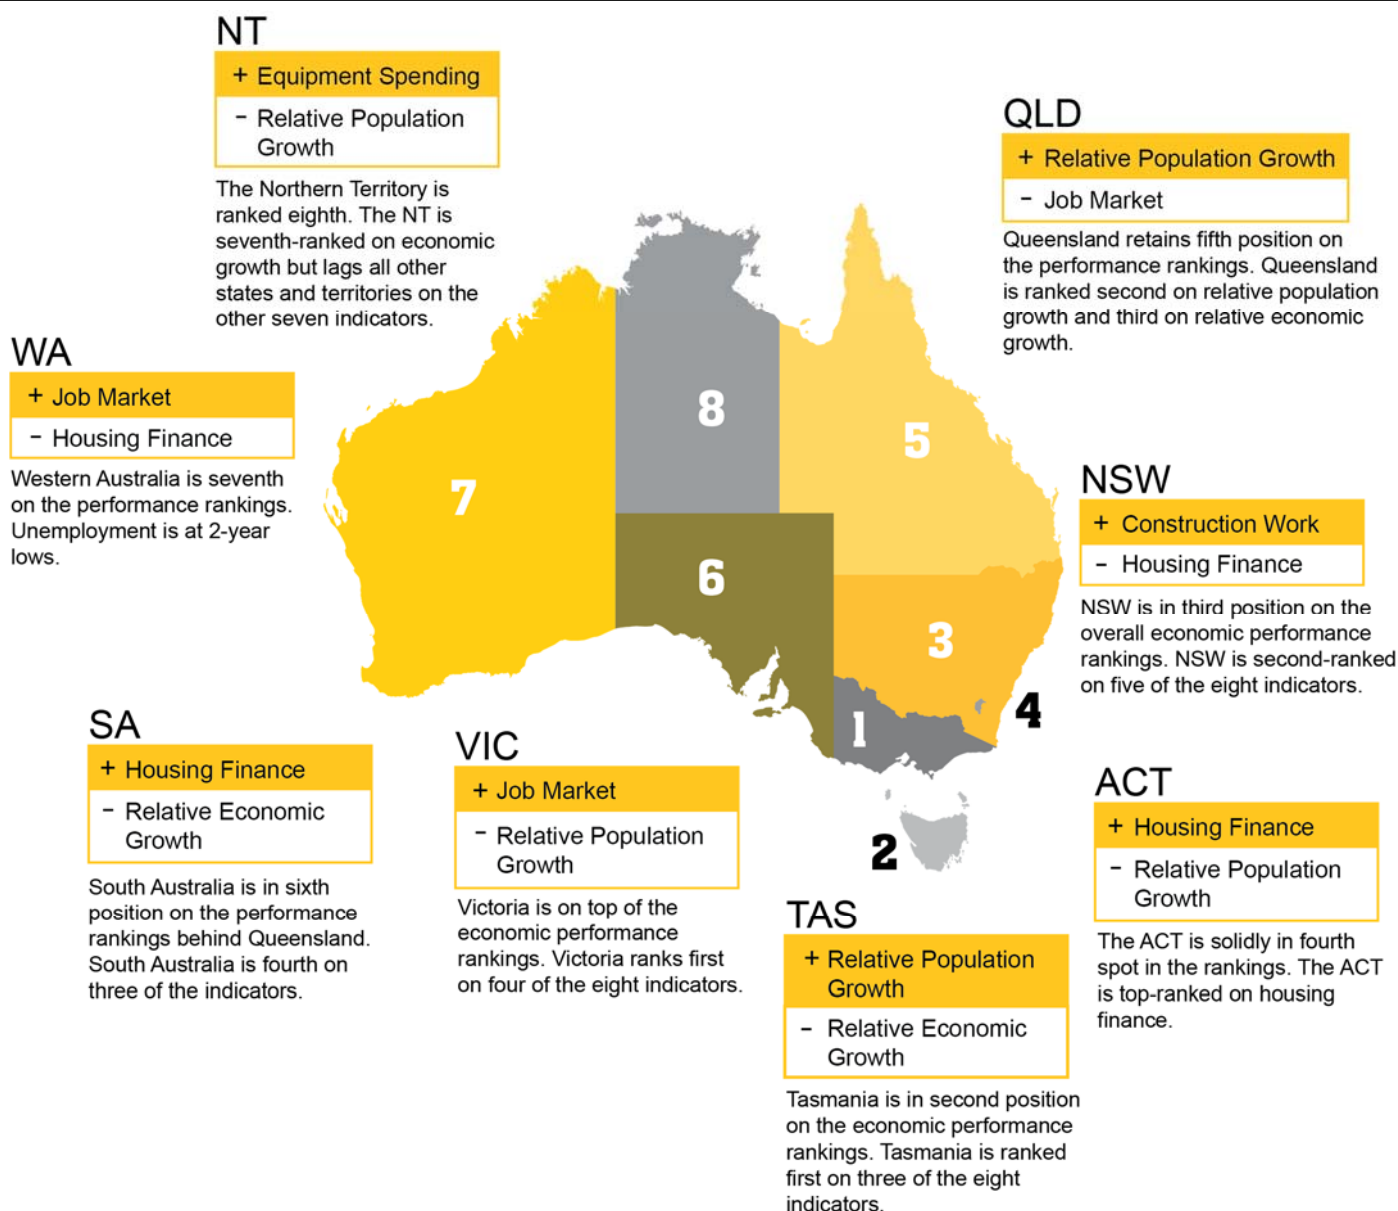 NT
+ Equipment Spending
- Relative Population
Growth
The Northern Territory is
ranked eighth. The NT is
seventh-ranked on economic
growth but lags all other
states and territories on the
other seven indicators.
QLD
+ Relative Population Growth
- Job Market
Queensland retains fifth position on
the performance rankings. Queensland
is ranked second on relative population
growth and third on relative economic
growth.
WA
+ Job Market
- Housing Finance
Western Australia is seventh
on the performance rankings.
Unemployment is at 2-year
lows.
8
5
7
6
3
1
4
2
NSW
+ Construction Work
- Housing Finance
NSW is in third position on the
overall economic performance
rankings. NSW is second-ranked
on five of the eight indicators.
SA
+ Housing Finance
- Relative Economic
Growth
South Australia is in sixth
position on the performance
rankings behind Queensland.
South Australia is fourth on
three of the indicators.
VIC
+ Job Market
- Relative Population
Growth
Victoria is on top of the
economic performance
rankings. Victoria ranks first
on four of the eight indicators.
TAS
+ Relative Population
Growth
- Relative Economic
Growth
Tasmania is in second position
on the economic performance
rankings. Tasmania is ranked
first on three of the eight
indicators.
ACT
+ Housing Finance
- Relative Population
Growth
The ACT is solidly in fourth
spot in the rankings. The ACT
is top-ranked on housing
finance.